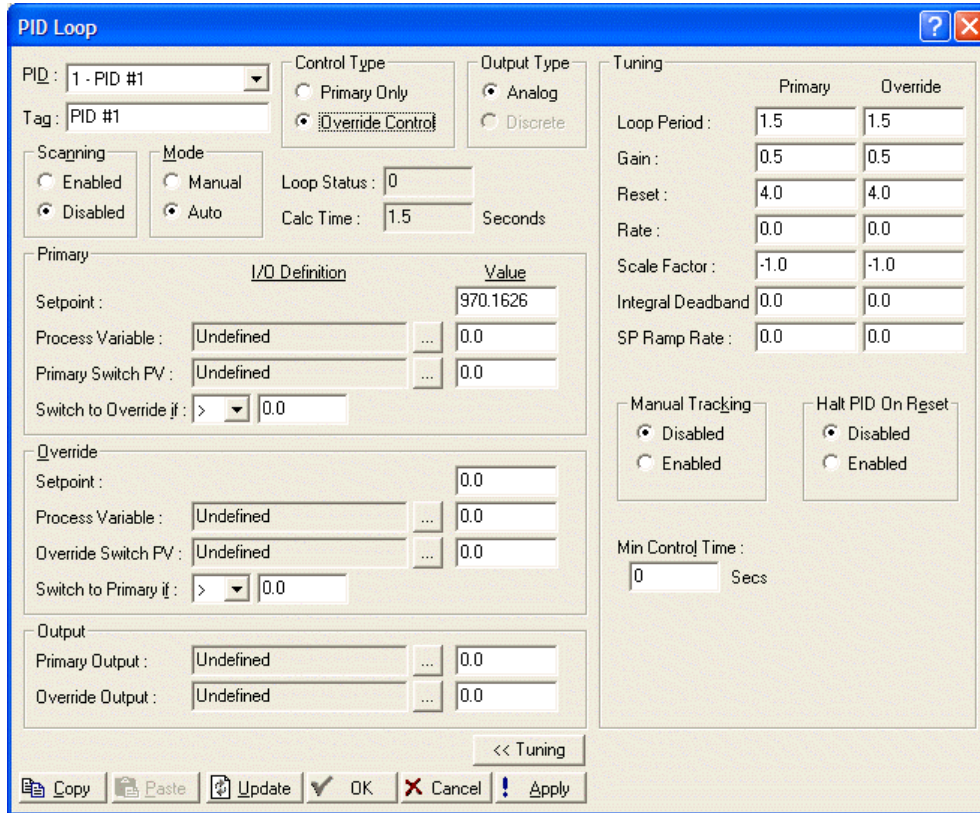 PID Loop
PID : 1 - PID #1
Tag : PID #1
Control Type
Primary Only
Override Control
Output Type
Analog
Discrete
Scanning
Enabled
Disabled
Mode
Manual
Auto
Loop Status : 0
Calc Time : 1.5 Seconds
Primary
I/O Definition Value
Setpoint : 970.1626
Process Variable : Undefined ... 0.0
Primary Switch PV : Undefined ... 0.0
Switch to Override if : > 0.0
Override
Setpoint : 0.0
Process Variable : Undefined ... 0.0
Override Switch PV : Undefined ... 0.0
Switch to Primary if : > 0.0
Output
Primary Output : Undefined ... 0.0
Override Output : Undefined ... 0.0
<< Tuning
Tuning
Primary Override
Loop Period : 1.5 1.5
Gain : 0.5 0.5
Reset : 4.0 4.0
Rate : 0.0 0.0
Scale Factor : -1.0 -1.0
Integral Deadband 0.0 0.0
SP Ramp Rate : 0.0 0.0
Manual Tracking
Disabled
Enabled
Halt PID On Reset
Disabled
Enabled
Min Control Time :
0 Secs
Copy Paste Update OK Cancel Apply